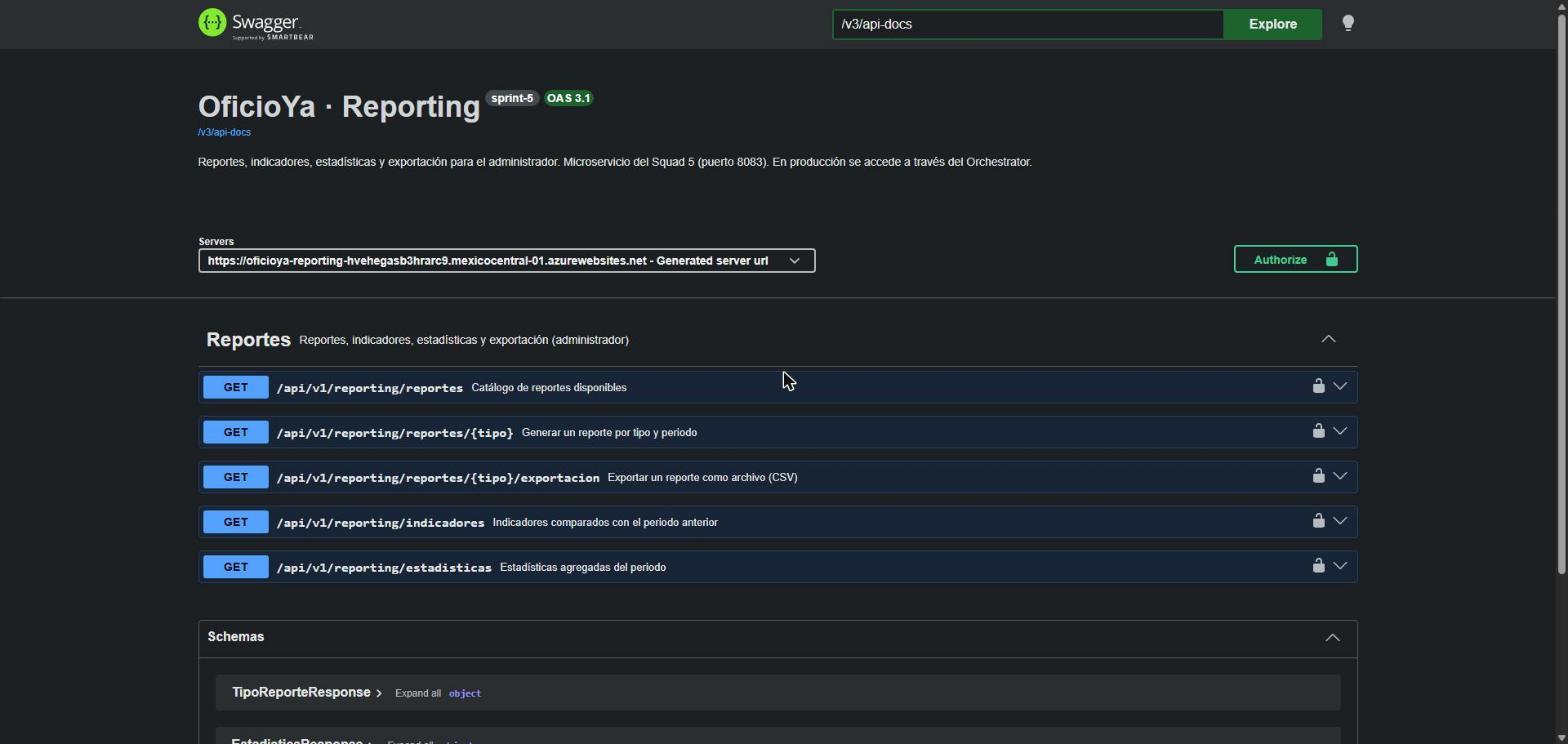 Swagger
Supported by SMARTBEAR
/v3/api-docs
Explore
OficioYa · Reporting sprint-5 OAS 3.1
/v3/api-docs
Reportes, indicadores, estadísticas y exportación para el administrador. Microservicio del Squad 5 (puerto 8083). En producción se accede a través del Orchestrator.
Servers
https://oficioya-reporting-hvehegasb3hrarc9.mexicocentral-01.azurewebsites.net - Generated server url
Authorize
Reportes Reportes, indicadores, estadísticas y exportación (administrador)
GET /api/v1/reporting/reportes Catálogo de reportes disponibles
GET /api/v1/reporting/reportes/{tipo} Generar un reporte por tipo y periodo
GET /api/v1/reporting/reportes/{tipo}/exportacion Exportar un reporte como archivo (CSV)
GET /api/v1/reporting/indicadores Indicadores comparados con el periodo anterior
GET /api/v1/reporting/estadisticas Estadísticas agregadas del periodo
Schemas
TipoReporteResponse Expand all object
EstadisticaResponse Expand all object